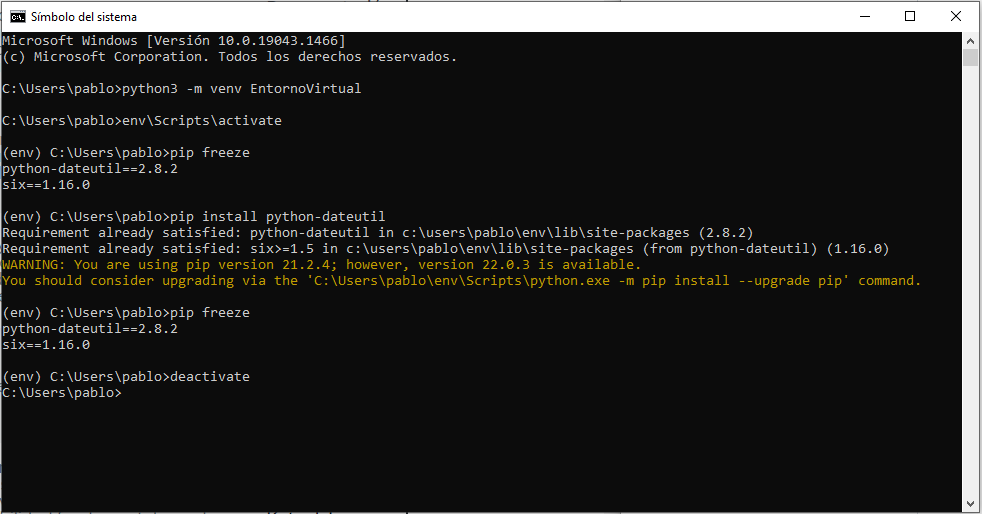 Símbolo del sistema
Microsoft Windows [Versión 10.0.19043.1466]
(c) Microsoft Corporation. Todos los derechos reservados.
C:\Users\pablo>python3 -m venv EntornoVirtual
C:\Users\pablo>env\Scripts\activate
(env) C:\Users\pablo>pip freeze
python-dateutil==2.8.2
six==1.16.0
(env) C:\Users\pablo>pip install python-dateutil
Requirement already satisfied: python-dateutil in c:\users\pablo\env\lib\site-packages (2.8.2)
Requirement already satisfied: six>=1.5 in c:\users\pablo\env\lib\site-packages (from python-dateutil) (1.16.0)
WARNING: You are using pip version 21.2.4; however, version 22.0.3 is available.
You should consider upgrading via the 'C:\Users\pablo\env\Scripts\python.exe -m pip install --upgrade pip' command.
(env) C:\Users\pablo>pip freeze
python-dateutil==2.8.2
six==1.16.0
(env) C:\Users\pablo>deactivate
C:\Users\pablo>